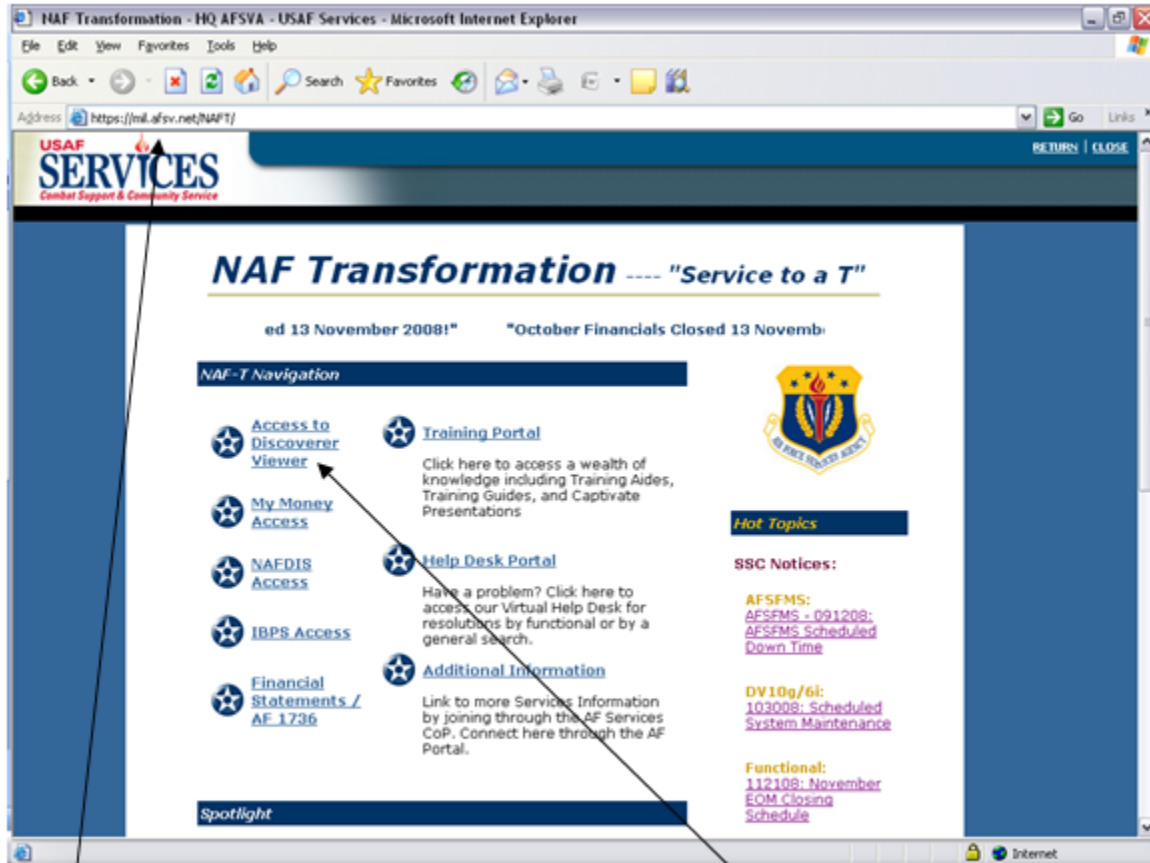 NAF Transformation - HQ AFSVA - USAF Services - Microsoft Internet Explorer
File Edit View Favorites Tools Help
Back Search Favorites
Address https://mil.afsv.net/NAFT/ Go Links
USAF
SERVICES
Combat Support & Community Service
RETURN | CLOSE
NAF Transformation ---- "Service to a T"
ed 13 November 2008!" "October Financials Closed 13 Novemb
NAF-T Navigation
Access to
Discoverer
Viewer
My Money
Access
NAFDIS
Access
IBPS Access
Financial
Statements /
AF 1736
Training Portal
Click here to access a wealth of
knowledge including Training Aides,
Training Guides, and Captivate
Presentations
Help Desk Portal
Have a problem? Click here to
access our Virtual Help Desk for
resolutions by functional or by a
general search.
Additional Information
Link to more Services Information
by joining through the AF Services
CoP. Connect here through the AF
Portal.
AIR FORCE SERVICES AGENCY
Hot Topics
SSC Notices:
AFSFMS:
AFSFMS - 091208:
AFSFMS Scheduled
Down Time
DV10g/6i:
103008: Scheduled
System Maintenance
Functional:
112108: November
EOM Closing
Schedule
Spotlight
Internet